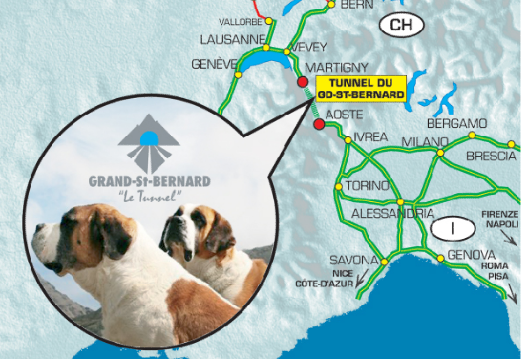 BERN
VALLORBE
CH
LAUSANNE
VEVEY
GENÈVE
MARTIGNY
TUNNEL DU
GD-ST-BERNARD
AOSTE
IVREA
BERGAMO
MILANO
BRESCIA
GRAND-St-BERNARD
"Le Tunnel"
TORINO
ALESSANDRIA
I
FIRENZE
NAPOLI
SAVONA
GENOVA
NICE
CÔTE-D'AZUR
ROMA
PISA